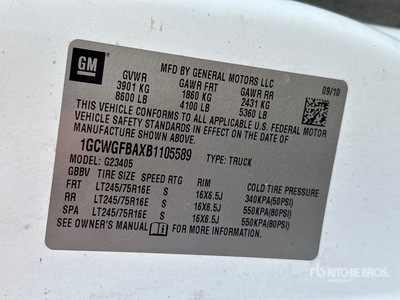 GM
MFD BY GENERAL MOTORS LLC
09/10
GVWR GAWR FRT GAWR RR
3901 KG 1860 KG 2431 KG
8600 LB 4100 LB 5360 LB
THIS VEHICLE CONFORMS TO ALL APPLICABLE U.S. FEDERAL MOTOR
VEHICLE SAFETY STANDARDS IN EFFECT ON THE DATE OF
MANUFACTURE SHOWN ABOVE.
1GCWGFBAXB1105589 TYPE: TRUCK
MODEL: G23405
GBBV TIRE SIZE SPEED RTG RIM COLD TIRE PRESSURE
FRT LT245/75R16E S 16X6.5J 340KPA(50PSI)
RR LT245/75R16E S 16X6.5J 550KPA(80PSI)
SPA LT245/75R16E S 16X6.5J 550KPA(80PSI)
SEE OWNER'S MANUAL FOR MORE INFORMATION.
RITCHIE BROS.